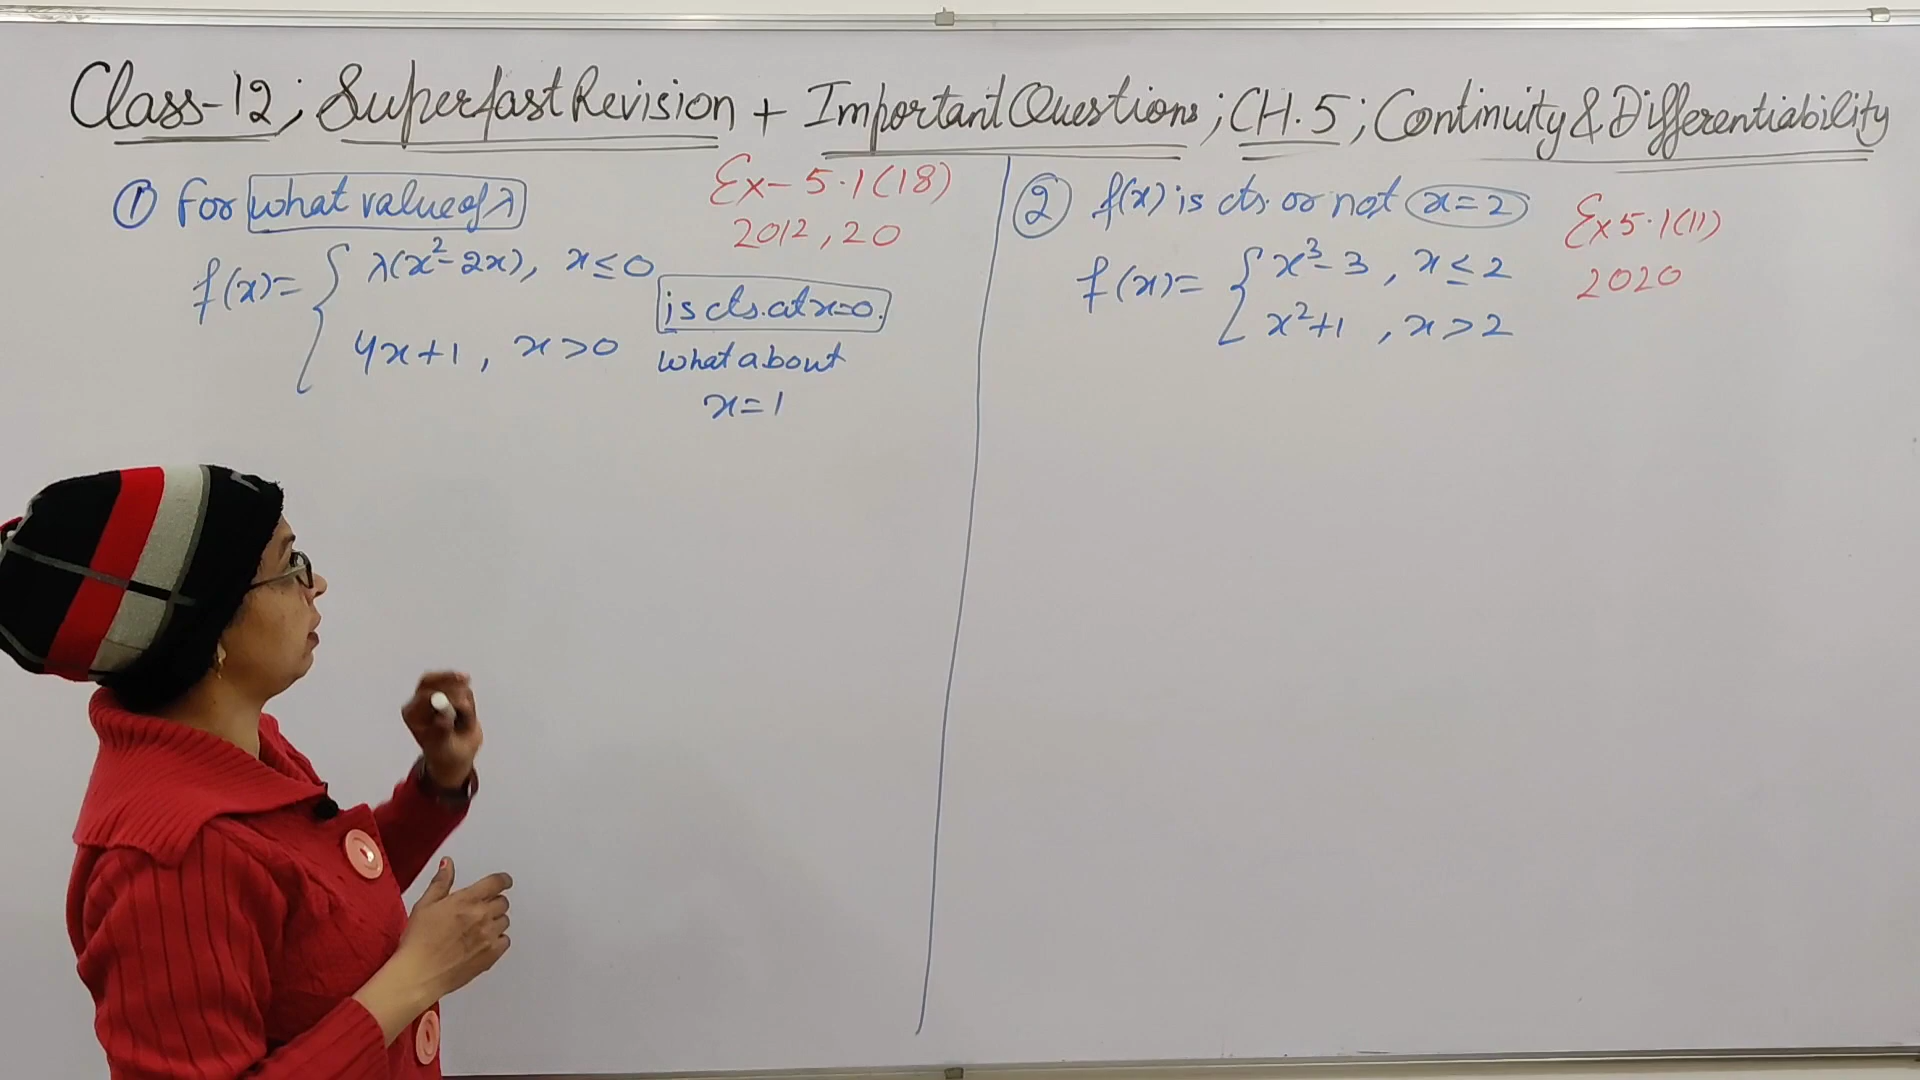 Class-12; Superfast Revision + Important Questions; CH.5; Continuity & Differentiability
① For what value of λ
Ex-5.1(18)
2012, 20
f(x)= { λ(x²-2x), x≤0
4x+1, x>0
is cts. at x=0.
what about
x=1
② f(x) is cts. or not x=2
Ex 5.1(11)
2020
f(x)= { x³-3, x≤2
x²+1, x>2